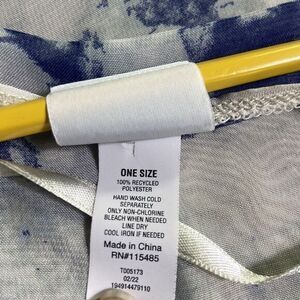 ONE SIZE
100% RECYCLED
POLYESTER
HAND WASH COLD
SEPARATELY
ONLY NON-CHLORINE
BLEACH WHEN NEEDED
LINE DRY
COOL IRON IF NEEDED
Made in China
RN#115485
T005173
02/22
194914479110